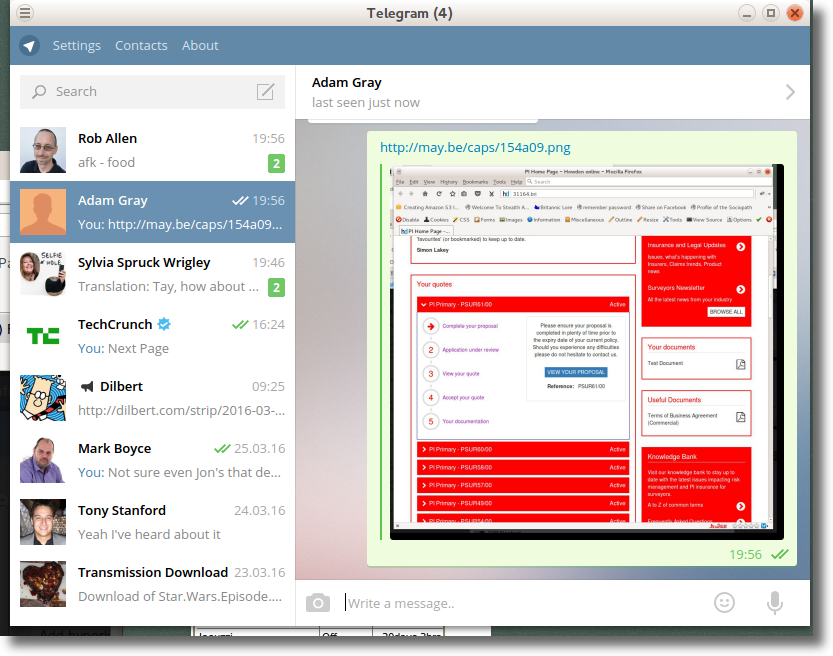 Telegram (4)
Settings Contacts About
Search
Rob Allen 19:56
afk - food 2
Adam Gray 19:56
You: http://may.be/caps/154a09...
Sylvia Spruck Wrigley 19:46
Translation: Tay, how about ... 2
TechCrunch 16:24
You: Next Page
Dilbert 09:25
http://dilbert.com/strip/2016-03-...
Mark Boyce 25.03.16
You: Not sure even Jon's that de...
Tony Stanford 24.03.16
Yeah I've heard about it
Transmission Download 23.03.16
Download of Star.Wars.Episode....
Adam Gray
last seen just now
http://may.be/caps/154a09.png
PI Home Page - Howden online - Mozilla Firefox
File Edit View History Bookmarks Tools Help Search
31164.bri
Creating Amazon S3 l... Welcome To Streath A... Britannic Lore remember password Share on Facebook Profile of the Sociopath
Disable Cookies CSS Forms Images Information Miscellaneous Outline Resize Tools View Source Options
PI Home Page -...
favourites' (or bookmarked) to keep up to date.
Simon Lakey
Your quotes
PI Primary - PSUR61/00 Active
Complete your proposal
2 Application under review
3 View your quote
4 Accept your quote
5 Your documentation
Please ensure your proposal is
completed in plenty of time prior to
the expiry date of your current policy.
Should you experience any difficulties
please do not hesitate to contact us.
VIEW YOUR PROPOSAL
Reference: PSUR61/00
PI Primary - PSUR60/00 Active
PI Primary - PSUR58/00 Active
PI Primary - PSUR57/00 Active
PI Primary - PSUR49/00 Active
PI Primary - PSUR54/00 Active
Insurance and Legal Updates
Issues, what's happening with
Insurers, Claims trends, Product
news
Surveyors Newsletter
All the latest news from your industry
BROWSE ALL
Your documents
Test Document
Useful Documents
Terms of Business Agreement
(Commercial)
Knowledge Bank
Visit our knowledge bank to stay up to
date with the latest issues impacting risk
management and PI insurance for
surveyors.
A to Z of common terms
Frequently Asked Questions
19:56
Write a message..